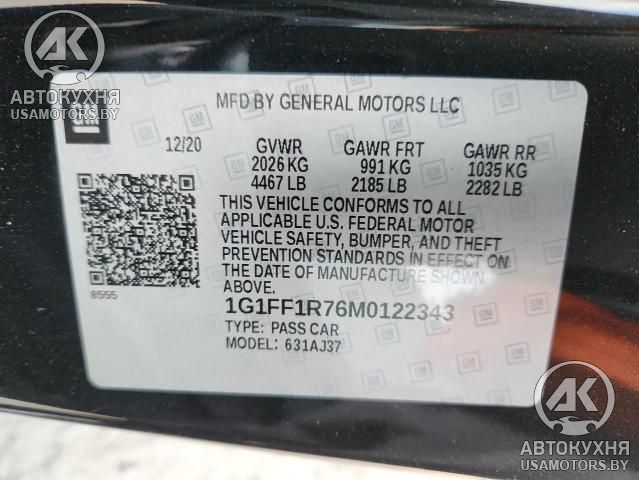 AK
АВТОКУХНЯ
USAMOTORS.BY
GM
MFD BY GENERAL MOTORS LLC
12/20 GVWR GAWR FRT GAWR RR
2026 KG 991 KG 1035 KG
4467 LB 2185 LB 2282 LB
THIS VEHICLE CONFORMS TO ALL
APPLICABLE U.S. FEDERAL MOTOR
VEHICLE SAFETY, BUMPER, AND THEFT
PREVENTION STANDARDS IN EFFECT ON
THE DATE OF MANUFACTURE SHOWN
ABOVE.
8555
1G1FF1R76M0122343
TYPE: PASS CAR
MODEL: 631AJ37
AK
АВТОКУХНЯ
USAMOTORS.BY